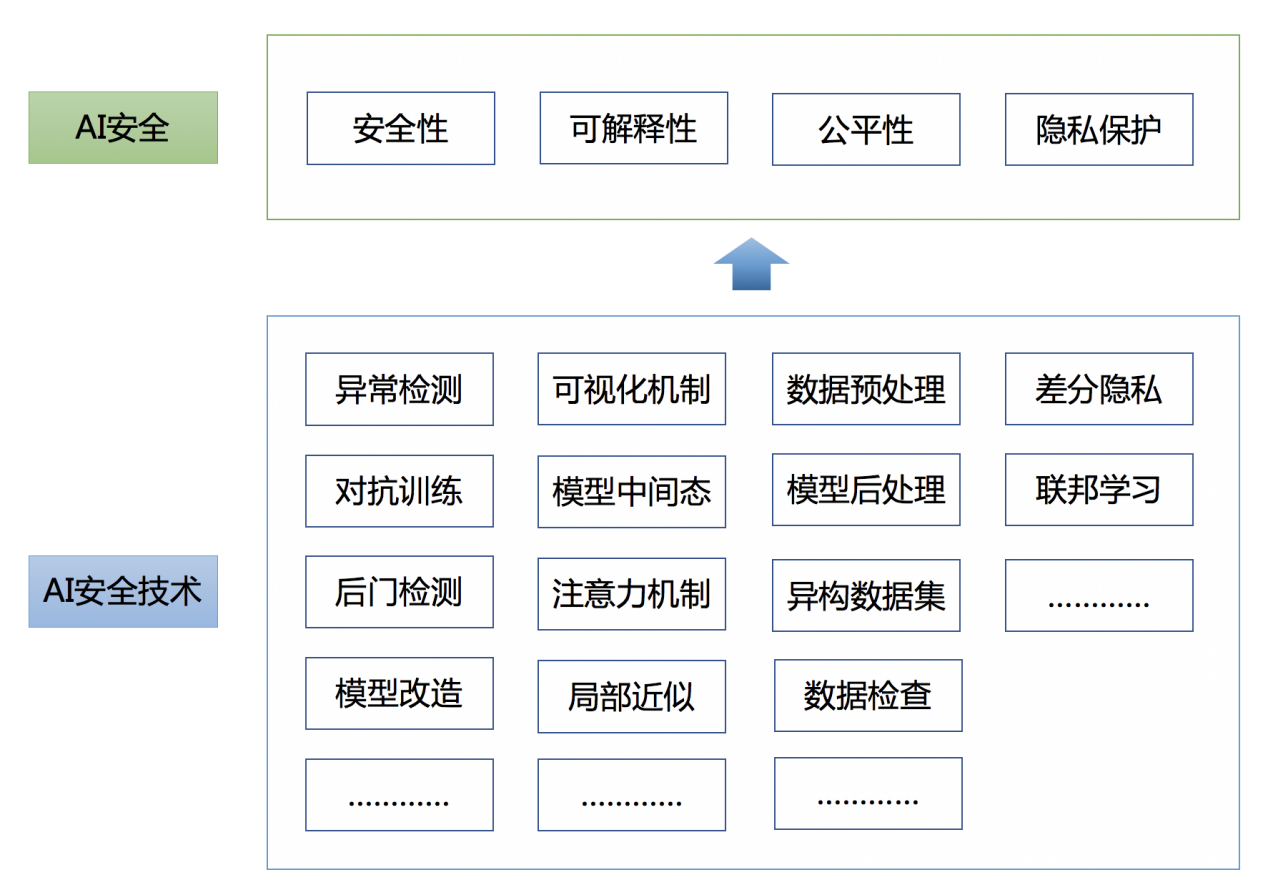 AI安全
安全性
可解释性
公平性
隐私保护
AI安全技术
异常检测
可视化机制
数据预处理
差分隐私
对抗训练
模型中间态
模型后处理
联邦学习
后门检测
注意力机制
异构数据集
…………
模型改造
局部近似
数据检查
…………
…………
…………